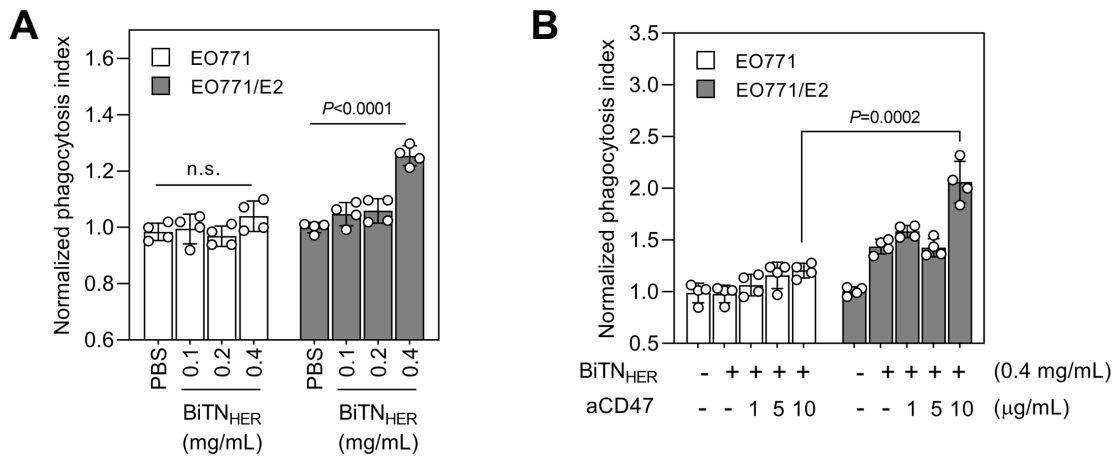 A
Normalized phagocytosis index
1.6
1.4
1.2
1.0
0.8
0.6
EO771
EO771/E2
n.s.
P<0.0001
PBS
0.1
0.2
0.4
PBS
0.1
0.2
0.4
BiTNHER
(mg/mL)
BiTNHER
(mg/mL)
B
Normalized phagocytosis index
3.5
3.0
2.5
2.0
1.5
1.0
0.5
EO771
EO771/E2
P=0.0002
BiTNHER - + + + + - + + + + (0.4 mg/mL)
aCD47 - - 1 5 10 - - 1 5 10 (μg/mL)